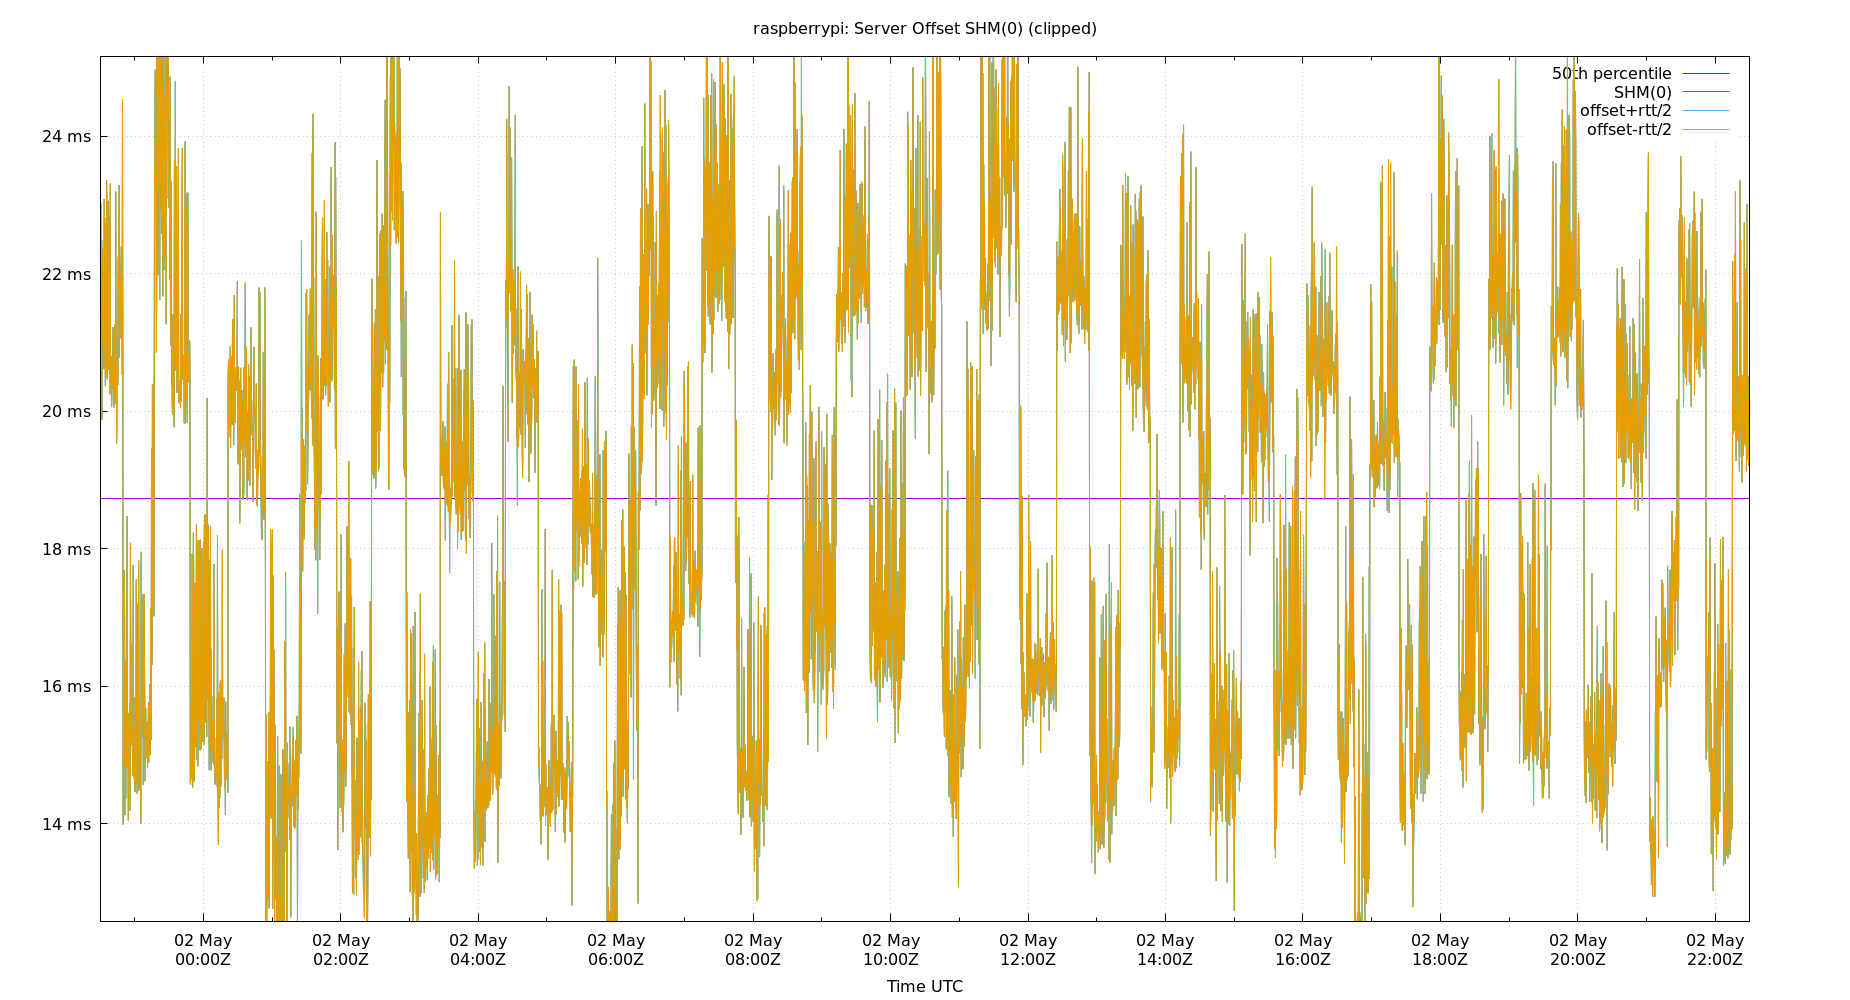 raspberrypi: Server Offset SHM(0) (clipped)
50th percentile
SHM(0)
offset+rtt/2
offset-rtt/2
24 ms
22 ms
20 ms
18 ms
16 ms
14 ms
02 May 02 May 02 May 02 May 02 May 02 May 02 May 02 May 02 May 02 May 02 May 02 May
00:00Z 02:00Z 04:00Z 06:00Z 08:00Z 10:00Z 12:00Z 14:00Z 16:00Z 18:00Z 20:00Z 22:00Z
Time UTC